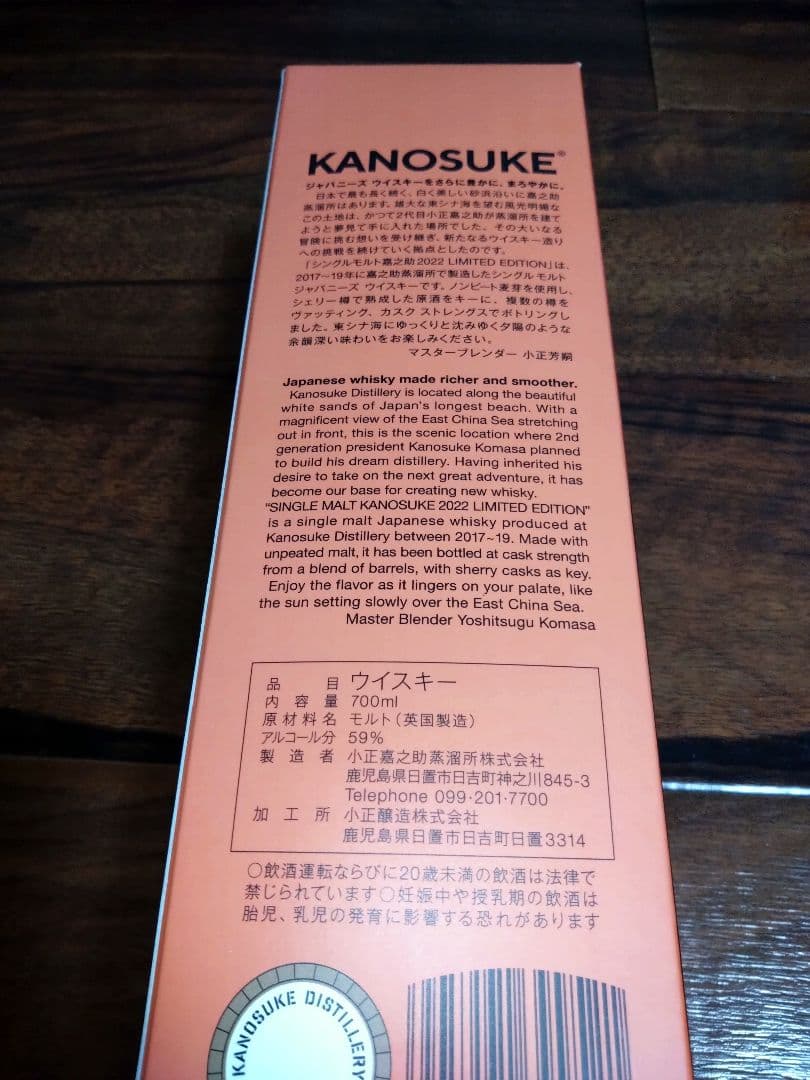 KANOSUKE®
ジャパニーズ ウイスキーをさらに豊かに、まろやかに。
日本で最も長く続く、白く美しい砂浜沿いに嘉之助
蒸溜所はあります。雄大な東シナ海を望む風光明媚な
この土地は、かつて2代目小正嘉之助が蒸溜所を建て
ようと夢見て手に入れた場所でした。その大いなる
冒険に挑む想いを受け継ぎ、新たなるウイスキー造り
への挑戦を続けていく拠点としたのです。
「シングルモルト嘉之助 2022 LIMITED EDITION」は、
2017〜19年に嘉之助蒸溜所で製造したシングル モルト
ジャパニーズ ウイスキーです。ノンピート麦芽を使用し、
シェリー樽で熟成した原酒をキーに、複数の樽を
ヴァッティング、カスク ストレングスでボトリングし
ました。東シナ海にゆっくりと沈みゆく夕陽のような
余韻深い味わいをお楽しみください。
マスターブレンダー 小正芳嗣
Japanese whisky made richer and smoother.
Kanosuke Distillery is located along the beautiful
white sands of Japan's longest beach. With a
magnificent view of the East China Sea stretching
out in front, this is the scenic location where 2nd
generation president Kanosuke Komasa planned
to build his dream distillery. Having inherited his
desire to take on the next great adventure, it has
become our base for creating new whisky.
"SINGLE MALT KANOSUKE 2022 LIMITED EDITION"
is a single malt Japanese whisky produced at
Kanosuke Distillery between 2017~19. Made with
unpeated malt, it has been bottled at cask strength
from a blend of barrels, with sherry casks as key.
Enjoy the flavor as it lingers on your palate, like
the sun setting slowly over the East China Sea.
Master Blender Yoshitsugu Komasa
品目 ウイスキー
内容量 700ml
原材料名 モルト（英国製造）
アルコール分 59%
製造者 小正嘉之助蒸溜所株式会社
鹿児島県日置市日吉町神之川845-3
Telephone 099·201·7700
加工所 小正醸造株式会社
鹿児島県日置市日吉町日置3314
○飲酒運転ならびに20歳未満の飲酒は法律で
禁じられています○妊娠中や授乳期の飲酒は
胎児、乳児の発育に影響する恐れがあります
KANOSUKE DISTILLERY